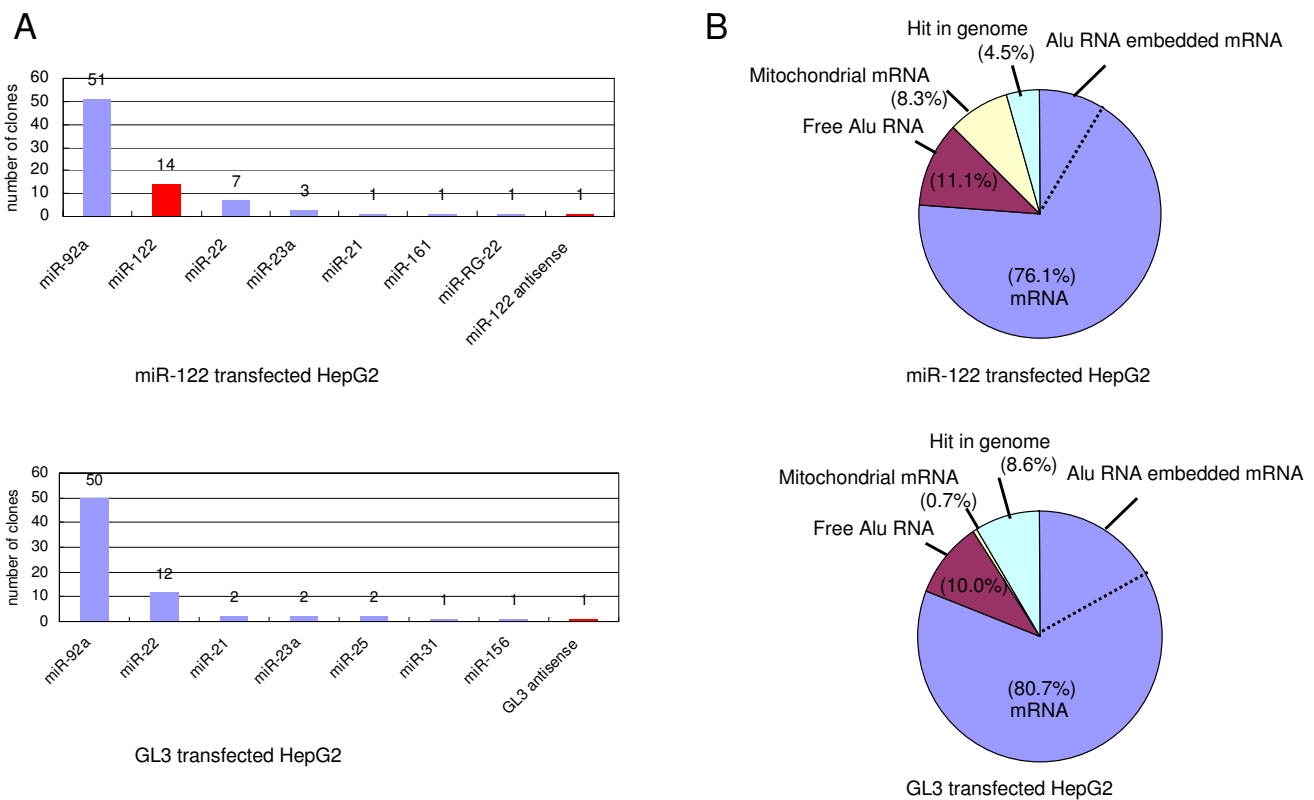 A
60
50
40
30
20
10
0
number of clones
51
14
7
3
1
1
1
1
miR-92a
miR-122
miR-22
miR-23a
miR-21
miR-161
miR-RG-22
miR-122 antisense
miR-122 transfected HepG2
60
50
40
30
20
10
0
number of clones
50
12
2
2
2
1
1
1
miR-92a
miR-22
miR-21
miR-23a
miR-25
miR-31
miR-156
GL3 antisense
GL3 transfected HepG2
B
Hit in genome
(4.5%)
Alu RNA embedded mRNA
Mitochondrial mRNA
(8.3%)
Free Alu RNA
(11.1%)
(76.1%)
mRNA
miR-122 transfected HepG2
Hit in genome
(8.6%)
Alu RNA embedded mRNA
Mitochondrial mRNA
(0.7%)
Free Alu RNA
(10.0%)
(80.7%)
mRNA
GL3 transfected HepG2